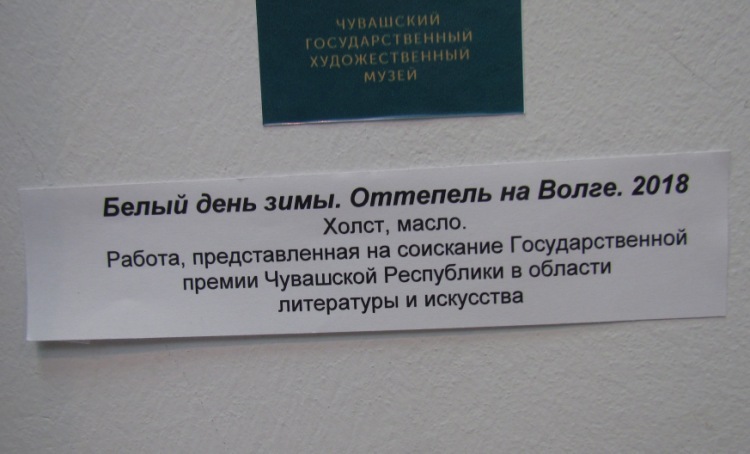 ЧУВАШСКИЙ
ГОСУДАРСТВЕННЫЙ
ХУДОЖЕСТВЕННЫЙ
МУЗЕЙ
Белый день зимы. Оттепель на Волге. 2018
Холст, масло.
Работа, представленная на соискание Государственной
премии Чувашской Республики в области
литературы и искусства